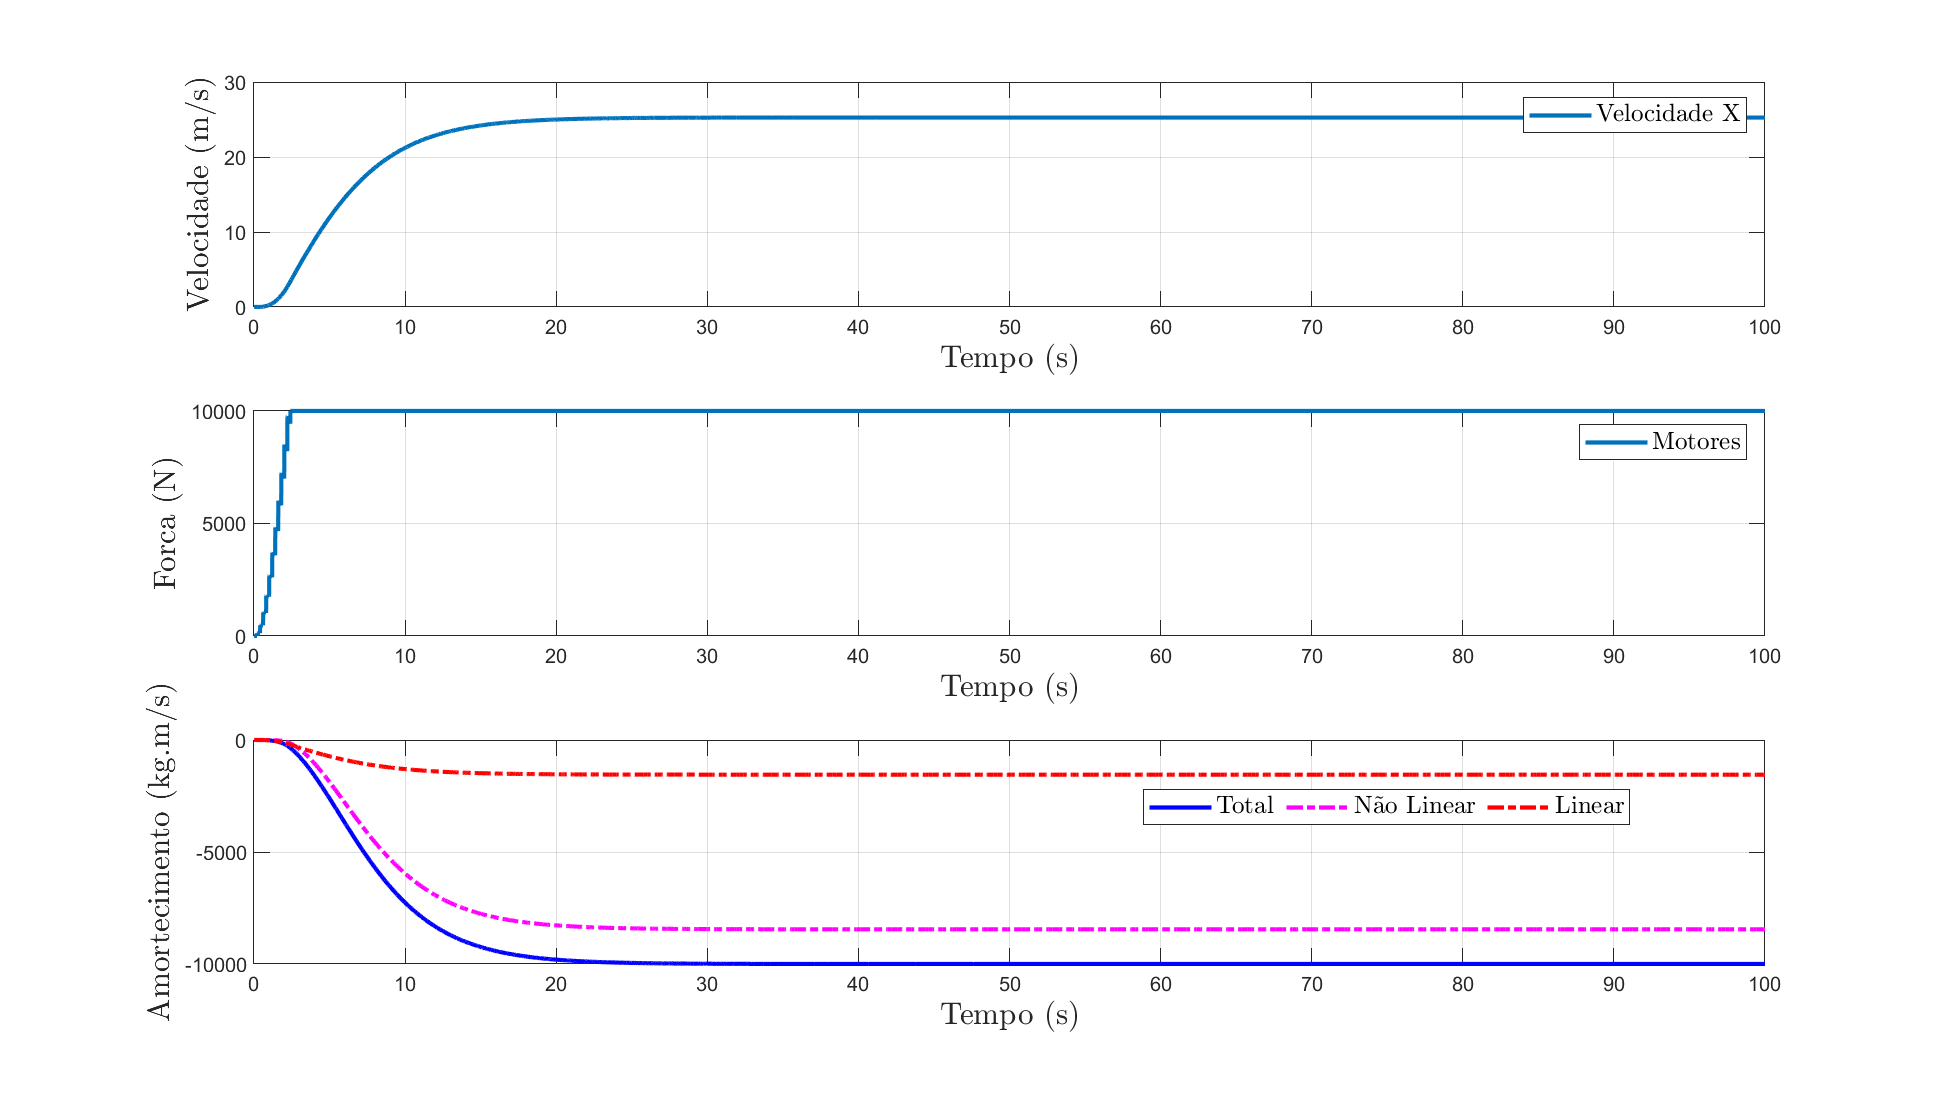 Velocidade (m/s)
30
20
10
0
Velocidade X
0 10 20 30 40 50 60 70 80 90 100
Tempo (s)
Forca (N)
10000
5000
0
Motores
0 10 20 30 40 50 60 70 80 90 100
Tempo (s)
Amortecimento (kg.m/s)
0
-5000
-10000
Total Não Linear Linear
0 10 20 30 40 50 60 70 80 90 100
Tempo (s)